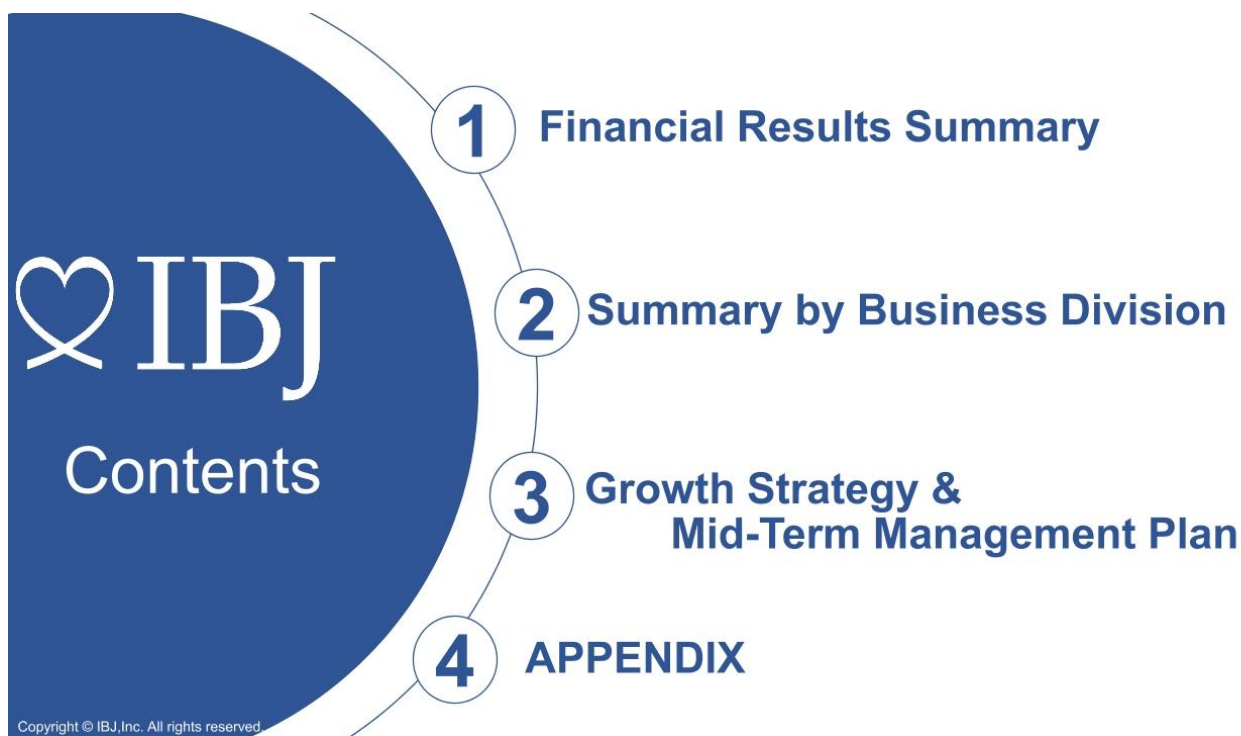 1 Financial Results Summary
IBJ
2 Summary by Business Division
Contents
3 Growth Strategy &
Mid-Term Management Plan
4 APPENDIX
Copyright © IBJ,Inc. All rights reserved.